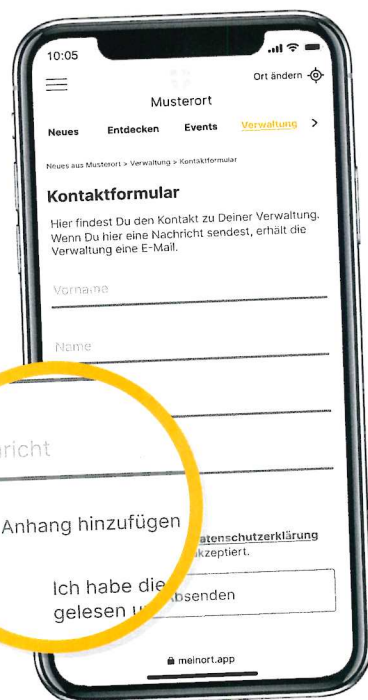 10:05
Ort ändern
Musterort
Neues Entdecken Events Verwaltung >
Neues aus Musterort > Verwaltung > Kontaktformular
Kontaktformular
Hier findest Du den Kontakt zu Deiner Verwaltung.
Wenn Du hier eine Nachricht sendest, erhält die
Verwaltung eine E-Mail.
Vorname
Name
richt
Anhang hinzufügen
atenschutzerklärung
kzeptiert.
Ich habe die
gelesen u
bsenden
meinort.app